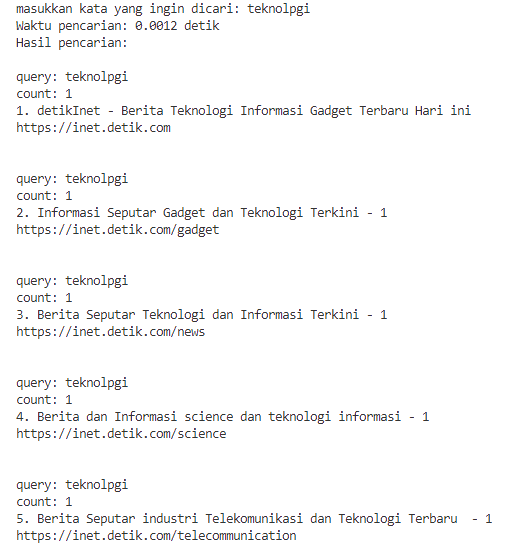 masukkan kata yang ingin dicari: teknolpgi
Waktu pencarian: 0.0012 detik
Hasil pencarian:
query: teknolpgi
count: 1
1. detikInet - Berita Teknologi Informasi Gadget Terbaru Hari ini
https://inet.detik.com
query: teknolpgi
count: 1
2. Informasi Seputar Gadget dan Teknologi Terkini - 1
https://inet.detik.com/gadget
query: teknolpgi
count: 1
3. Berita Seputar Teknologi dan Informasi Terkini - 1
https://inet.detik.com/news
query: teknolpgi
count: 1
4. Berita dan Informasi science dan teknologi informasi - 1
https://inet.detik.com/science
query: teknolpgi
count: 1
5. Berita Seputar industri Telekomunikasi dan Teknologi Terbaru  - 1
https://inet.detik.com/telecommunication